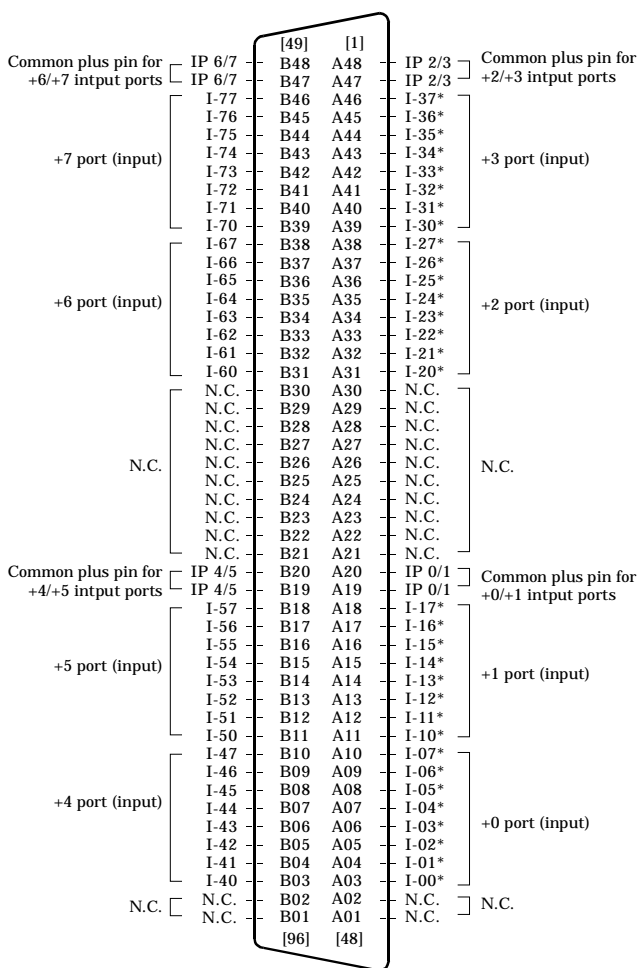 [49] [1]
Common plus pin for +6/+7 intput ports
IP 6/7 B48 A48 IP 2/3
IP 6/7 B47 A47 IP 2/3
Common plus pin for +2/+3 intput ports
I-77 B46 A46 I-37*
I-76 B45 A45 I-36*
I-75 B44 A44 I-35*
I-74 B43 A43 I-34*
+7 port (input) +3 port (input)
I-73 B42 A42 I-33*
I-72 B41 A41 I-32*
I-71 B40 A40 I-31*
I-70 B39 A39 I-30*
I-67 B38 A38 I-27*
I-66 B37 A37 I-26*
I-65 B36 A36 I-25*
I-64 B35 A35 I-24*
+6 port (input) +2 port (input)
I-63 B34 A34 I-23*
I-62 B33 A33 I-22*
I-61 B32 A32 I-21*
I-60 B31 A31 I-20*
N.C. B30 A30 N.C.
N.C. B29 A29 N.C.
N.C. B28 A28 N.C.
N.C. B27 A27 N.C.
N.C. N.C. B26 A26 N.C. N.C.
N.C. B25 A25 N.C.
N.C. B24 A24 N.C.
N.C. B23 A23 N.C.
N.C. B22 A22 N.C.
N.C. B21 A21 N.C.
Common plus pin for +4/+5 intput ports
IP 4/5 B20 A20 IP 0/1
IP 4/5 B19 A19 IP 0/1
Common plus pin for +0/+1 intput ports
I-57 B18 A18 I-17*
I-56 B17 A17 I-16*
I-55 B16 A16 I-15*
I-54 B15 A15 I-14*
+5 port (input) +1 port (input)
I-53 B14 A14 I-13*
I-52 B13 A13 I-12*
I-51 B12 A12 I-11*
I-50 B11 A11 I-10*
I-47 B10 A10 I-07*
I-46 B09 A09 I-06*
I-45 B08 A08 I-05*
I-44 B07 A07 I-04*
+4 port (input) +0 port (input)
I-43 B06 A06 I-03*
I-42 B05 A05 I-02*
I-41 B04 A04 I-01*
I-40 B03 A03 I-00*
N.C. N.C. B02 A02 N.C. N.C.
N.C. B01 A01 N.C.
[96] [48]